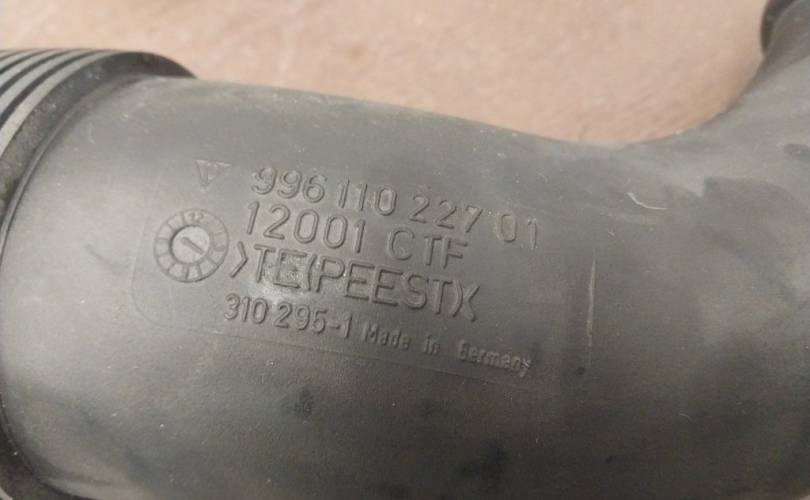 996 110 227 01
12001 CTF
>TE(PEEST)<
310 295-1 Made in Germany